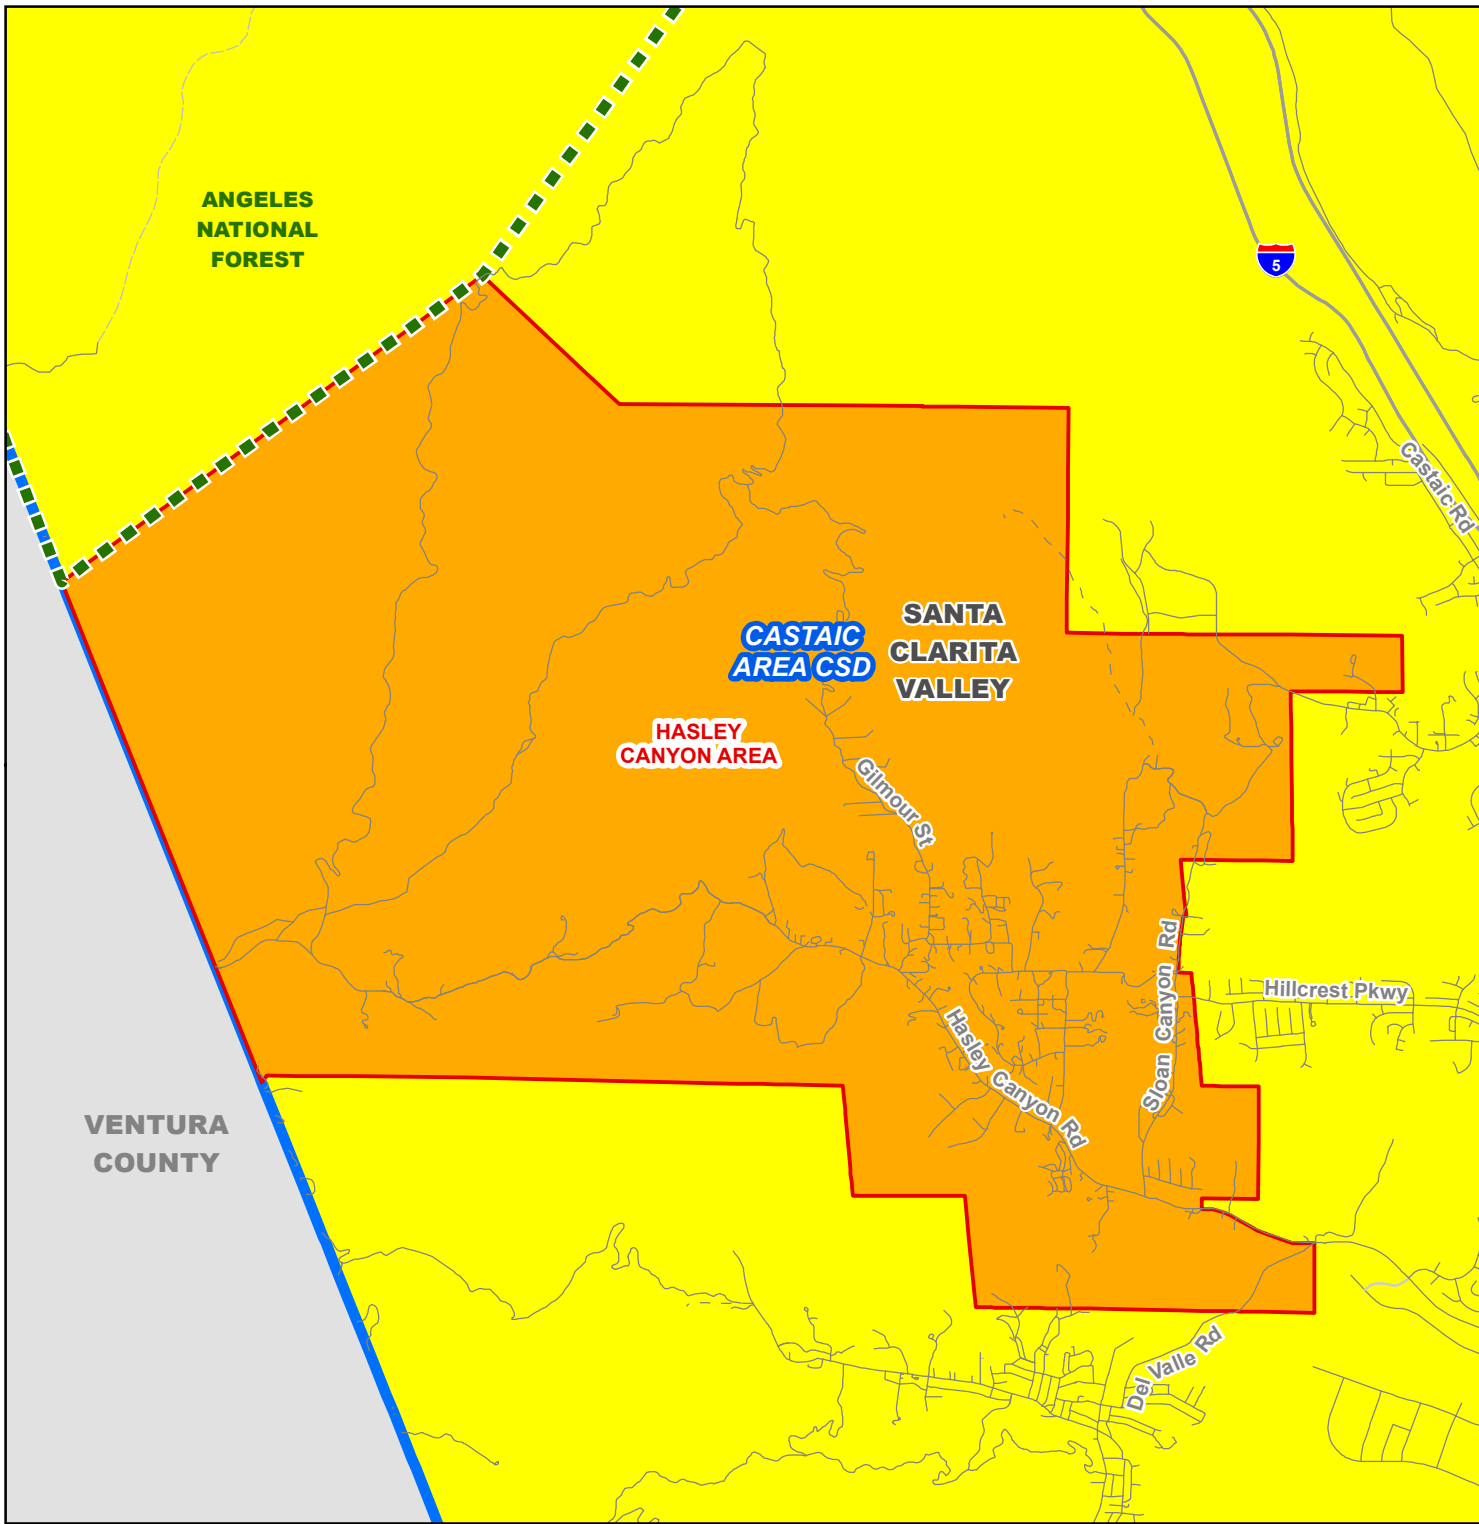 ANGELES
NATIONAL
FOREST
5
Castaic Rd
SANTA
CLARITA
VALLEY
CASTAIC
AREA CSD
HASLEY
CANYON AREA
Gilmour St
Sloan Canyon Rd
Hillcrest Pkwy
Hasley Canyon Rd
VENTURA
COUNTY
Del Valle Rd